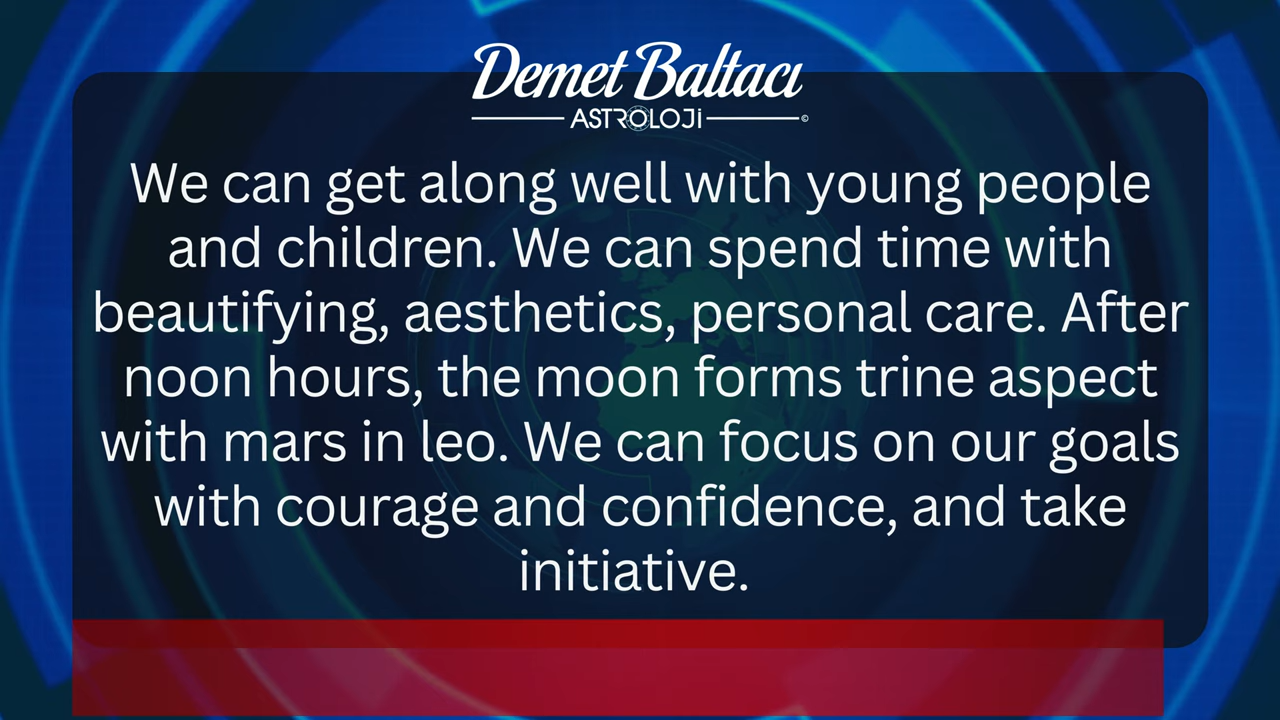 Demet Baltacı
ASTROLOJi
©
We can get along well with young people
and children. We can spend time with
beautifying, aesthetics, personal care. After
noon hours, the moon forms trine aspect
with mars in leo. We can focus on our goals
with courage and confidence, and take
initiative.